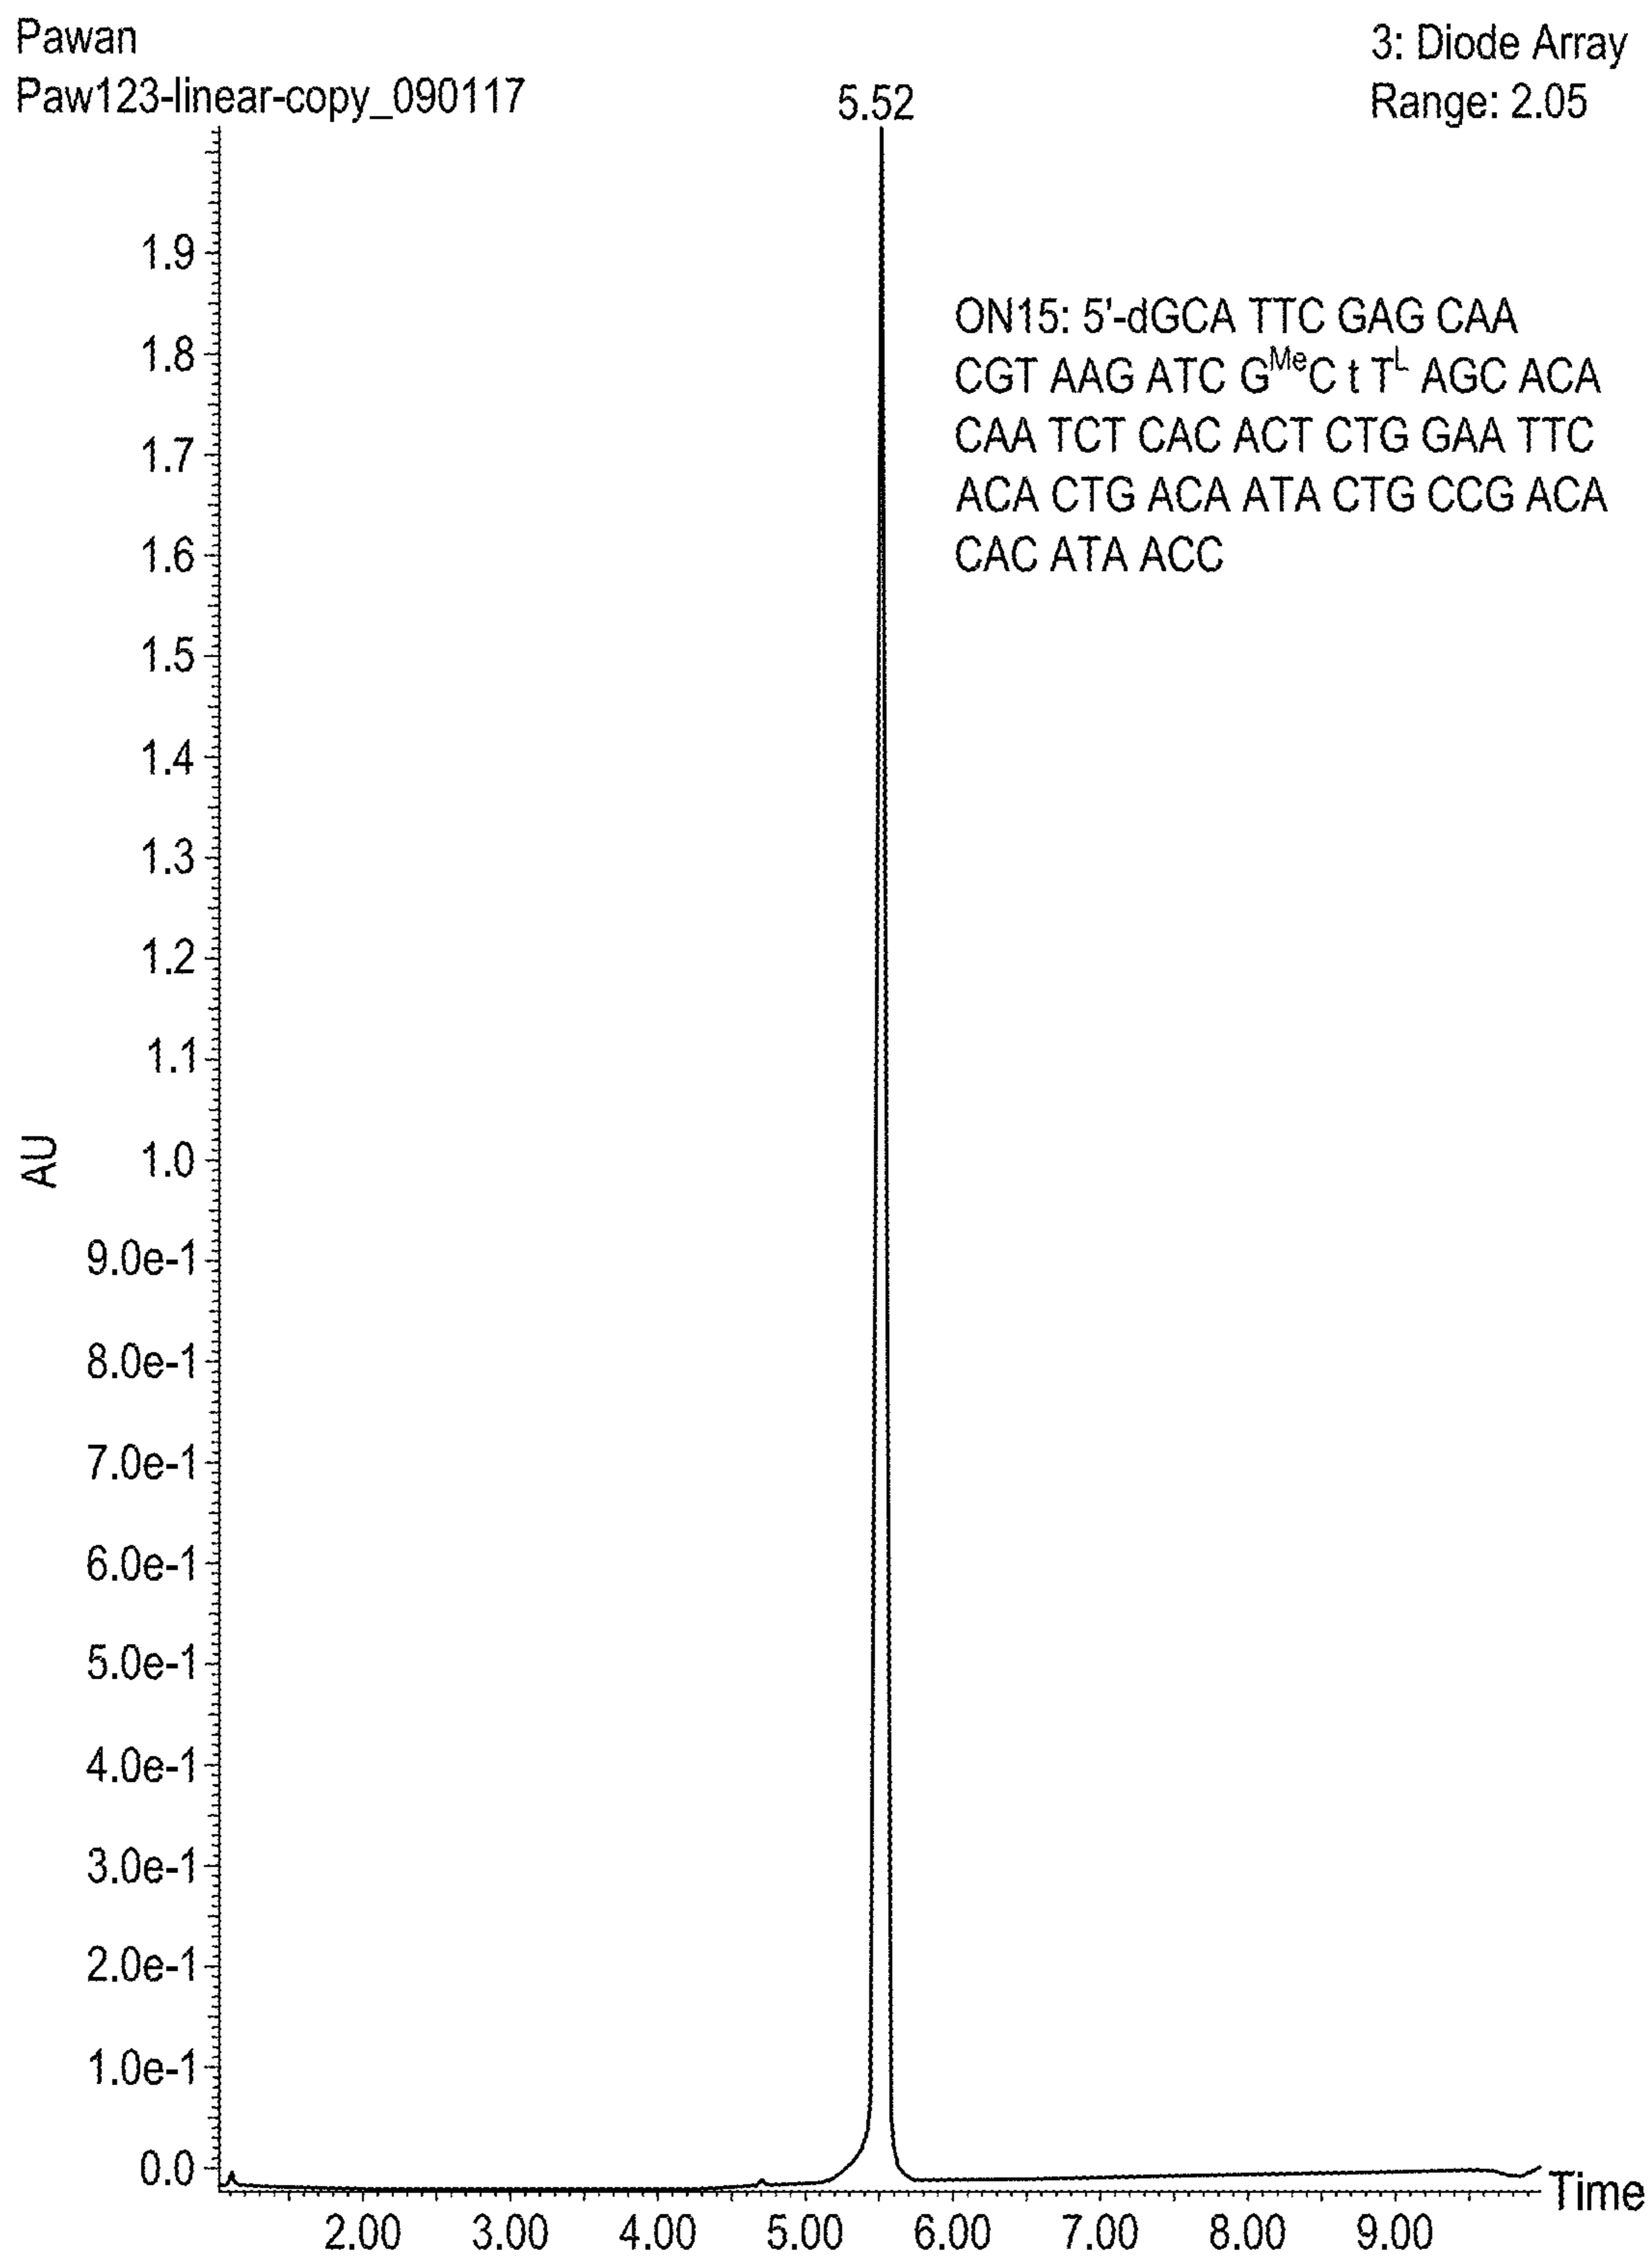 Pawan
3: Diode Array
Paw123-linear-copy_090117
5.52
Range: 2.05
ON15: 5'-dGCA TTC GAG CAA
CGT AAG ATC GᴹᵉC t Tᴸ AGC ACA
CAA TCT CAC ACT CTG GAA TTC
ACA CTG ACA ATA CTG CCG ACA
CAC ATA ACC
1.9
1.8
1.7
1.6
1.5
1.4
1.3
1.2
1.1
1.0
AU
9.0e-1
8.0e-1
7.0e-1
6.0e-1
5.0e-1
4.0e-1
3.0e-1
2.0e-1
1.0e-1
0.0
Time
2.00 3.00 4.00 5.00 6.00 7.00 8.00 9.00